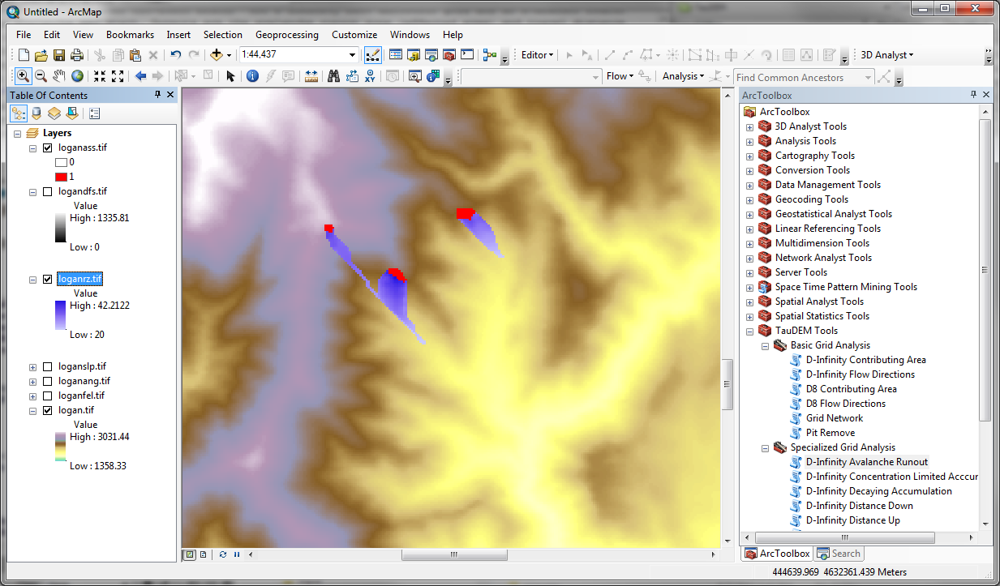 Untitled - ArcMap
File Edit View Bookmarks Insert Selection Geoprocessing Customize Windows Help
1:44,437 Editor 3D Analyst
Flow Analysis Find Common Ancestors
Table Of Contents
Layers
loganass.tif
0
1
logandfs.tif
Value
High : 1335.81
Low : 0
loganrz.tif
Value
High : 42.2122
Low : 20
loganslp.tif
loganang.tif
loganfel.tif
logan.tif
Value
High : 3031.44
Low : 1358.33
ArcToolbox
ArcToolbox
3D Analyst Tools
Analysis Tools
Cartography Tools
Conversion Tools
Data Management Tools
Geocoding Tools
Geostatistical Analyst Tools
Linear Referencing Tools
Multidimension Tools
Network Analyst Tools
Server Tools
Space Time Pattern Mining Tools
Spatial Analyst Tools
Spatial Statistics Tools
TauDEM Tools
Basic Grid Analysis
D-Infinity Contributing Area
D-Infinity Flow Directions
D8 Contributing Area
D8 Flow Directions
Grid Network
Pit Remove
Specialized Grid Analysis
D-Infinity Avalanche Runout
D-Infinity Concentration Limited Acccur
D-Infinity Decaying Accumulation
D-Infinity Distance Down
D-Infinity Distance Up
ArcToolbox Search
444639.969 4632361.439 Meters